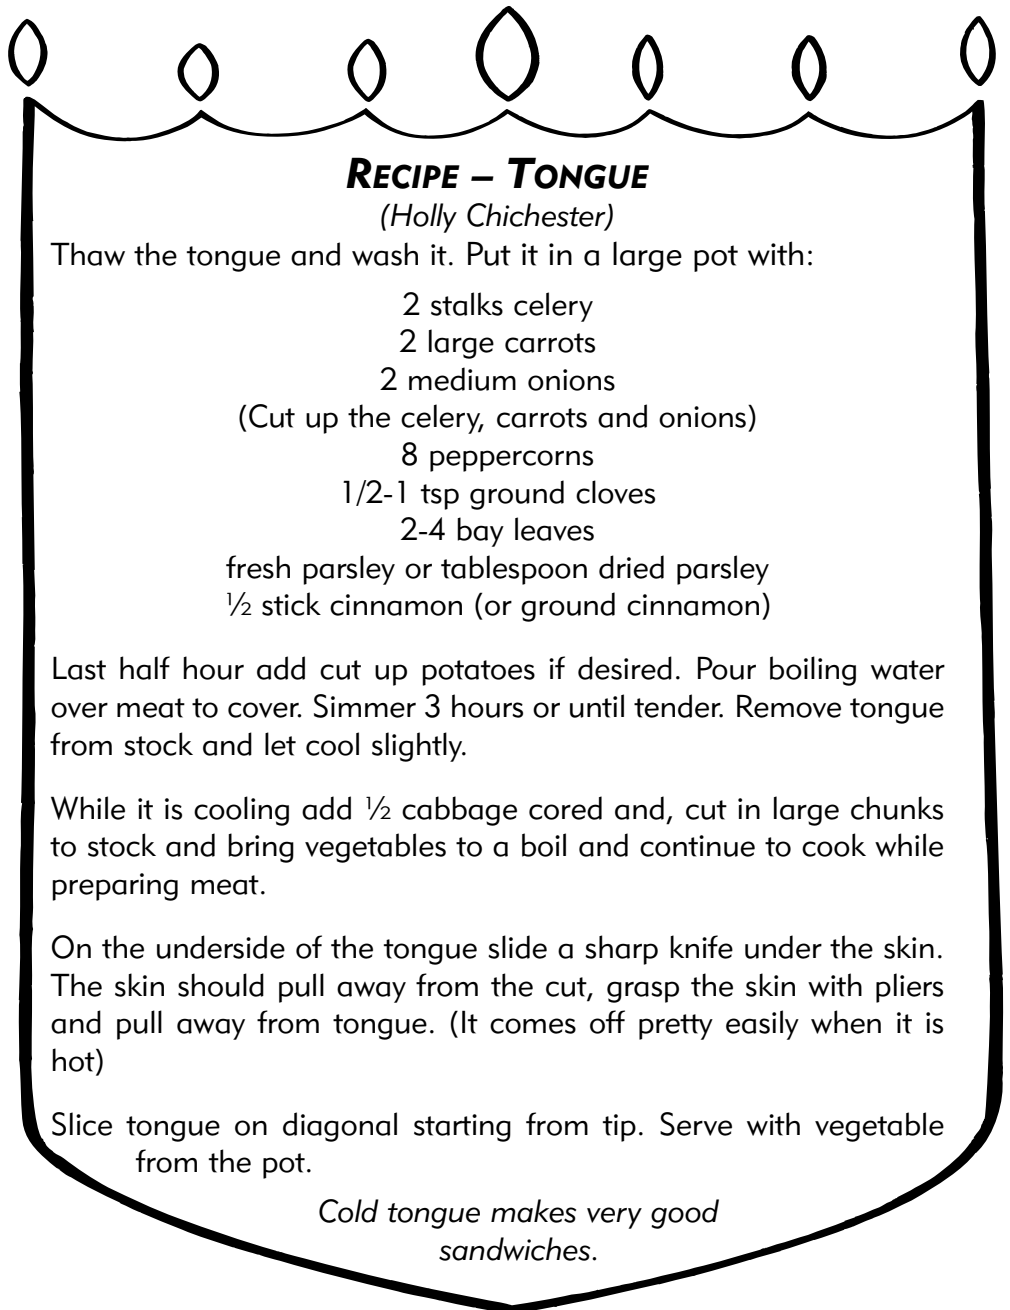 RECIPE – TONGUE
(Holly Chichester)
Thaw the tongue and wash it. Put it in a large pot with:
2 stalks celery
2 large carrots
2 medium onions
(Cut up the celery, carrots and onions)
8 peppercorns
1/2-1 tsp ground cloves
2-4 bay leaves
fresh parsley or tablespoon dried parsley
½ stick cinnamon (or ground cinnamon)
Last half hour add cut up potatoes if desired. Pour boiling water
over meat to cover. Simmer 3 hours or until tender. Remove tongue
from stock and let cool slightly.
While it is cooling add ½ cabbage cored and, cut in large chunks
to stock and bring vegetables to a boil and continue to cook while
preparing meat.
On the underside of the tongue slide a sharp knife under the skin.
The skin should pull away from the cut, grasp the skin with pliers
and pull away from tongue. (It comes off pretty easily when it is
hot)
Slice tongue on diagonal starting from tip. Serve with vegetable
from the pot.
Cold tongue makes very good
sandwiches.